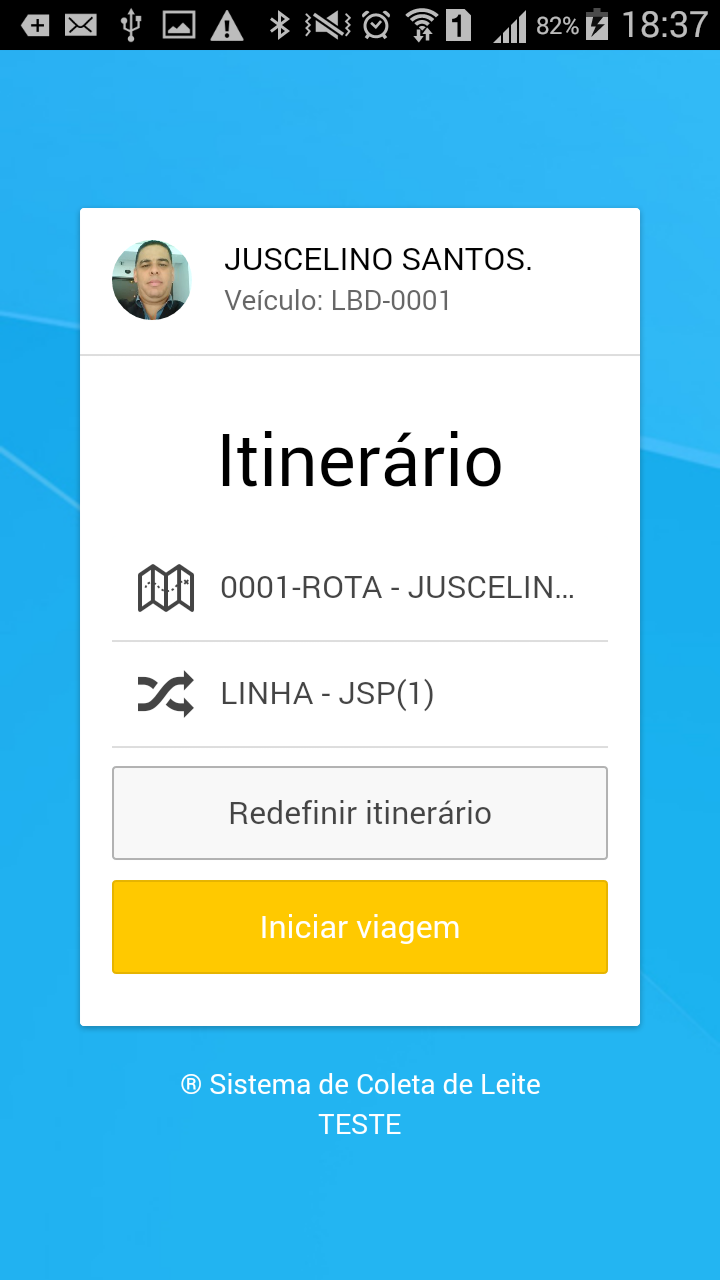 1
82%
18:37
JUSCELINO SANTOS.
Veículo: LBD-0001
Itinerário
0001-ROTA - JUSCELIN...
LINHA - JSP(1)
Redefinir itinerário
Iniciar viagem
® Sistema de Coleta de Leite
TESTE